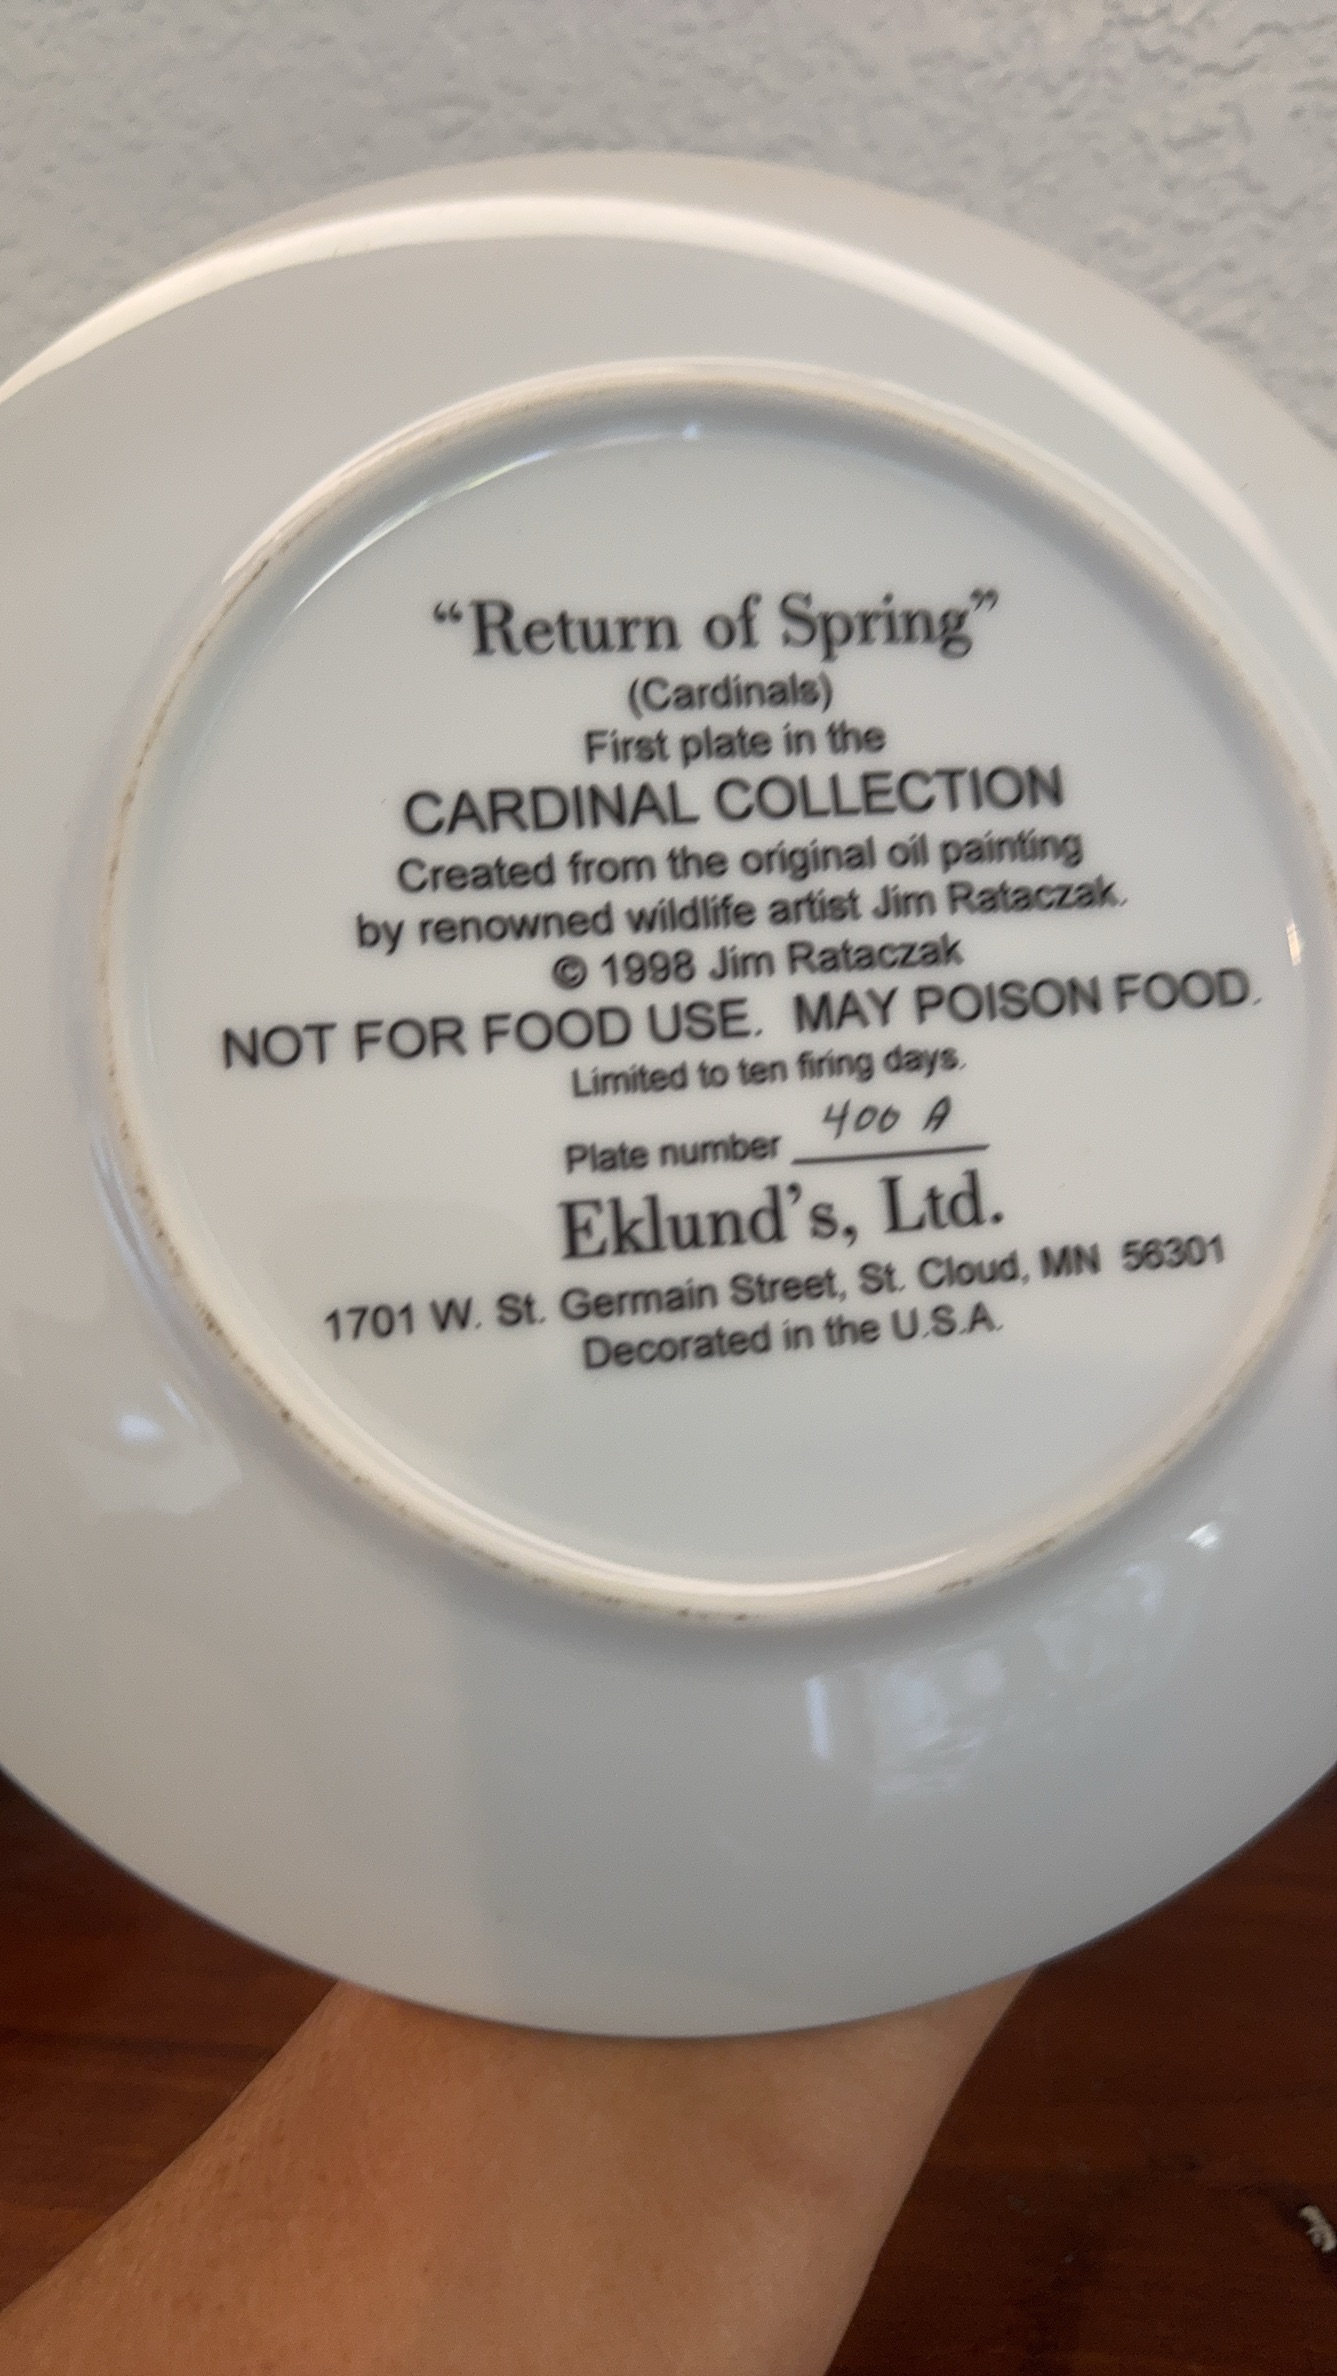 “Return of Spring”
(Cardinals)
First plate in the
CARDINAL COLLECTION
Created from the original oil painting
by renowned wildlife artist Jim Rataczak.
© 1998 Jim Rataczak
NOT FOR FOOD USE. MAY POISON FOOD.
Limited to ten firing days.
Plate number 400 A
Eklund’s, Ltd.
1701 W. St. Germain Street, St. Cloud, MN 56301
Decorated in the U.S.A.